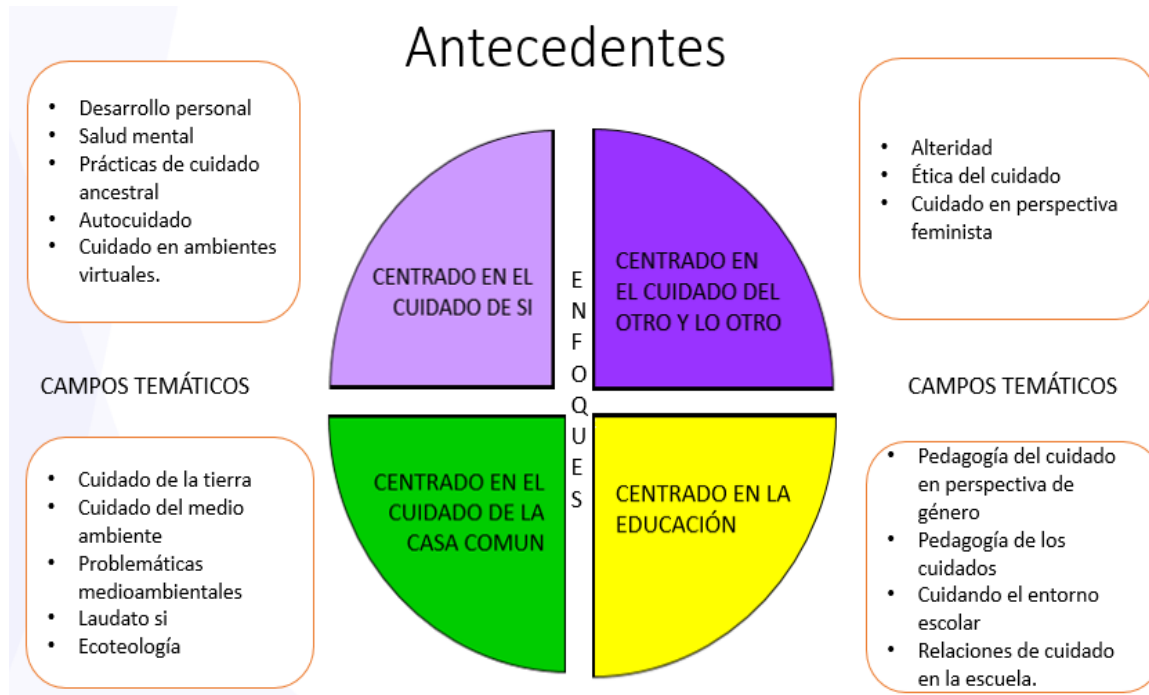 Antecedentes
• Desarrollo personal
• Salud mental
• Prácticas de cuidado
ancestral
• Autocuidado
• Cuidado en ambientes
virtuales.
• Alteridad
• Ética del cuidado
• Cuidado en perspectiva
feminista
CENTRADO EN EL
CUIDADO DE SI
CENTRADO EN
EL CUIDADO DEL
OTRO Y LO OTRO
ENFOQUES
CAMPOS TEMÁTICOS
CAMPOS TEMÁTICOS
• Cuidado de la tierra
• Cuidado del medio
ambiente
• Problemáticas
medioambientales
• Laudato si
• Ecoteología
CENTRADO EN EL
CUIDADO DE LA
CASA COMUN
CENTRADO EN LA
EDUCACIÓN
• Pedagogía del cuidado
en perspectiva de
género
• Pedagogía de los
cuidados
• Cuidando el entorno
escolar
• Relaciones de cuidado
en la escuela.